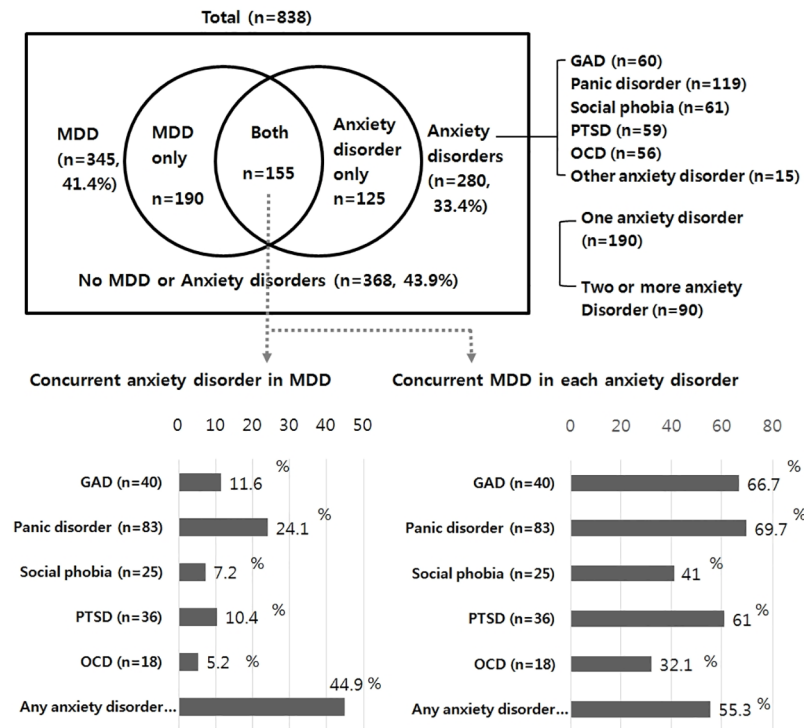 Total (n=838)
MDD
(n=345,
41.4%)
MDD
only
n=190
Both
n=155
Anxiety
disorder
only
n=125
Anxiety
disorders
(n=280,
33.4%)
No MDD or Anxiety disorders (n=368, 43.9%)
GAD (n=60)
Panic disorder (n=119)
Social phobia (n=61)
PTSD (n=59)
OCD (n=56)
Other anxiety disorder (n=15)
One anxiety disorder
(n=190)
Two or more anxiety
Disorder (n=90)
Concurrent anxiety disorder in MDD
0 10 20 30 40 50
GAD (n=40) 11.6 %
Panic disorder (n=83) 24.1 %
Social phobia (n=25) 7.2 %
PTSD (n=36) 10.4 %
OCD (n=18) 5.2 %
Any anxiety disorder... 44.9 %
Concurrent MDD in each anxiety disorder
0 20 40 60 80
GAD (n=40) 66.7 %
Panic disorder (n=83) 69.7 %
Social phobia (n=25) 41 %
PTSD (n=36) 61 %
OCD (n=18) 32.1 %
Any anxiety disorder... 55.3 %